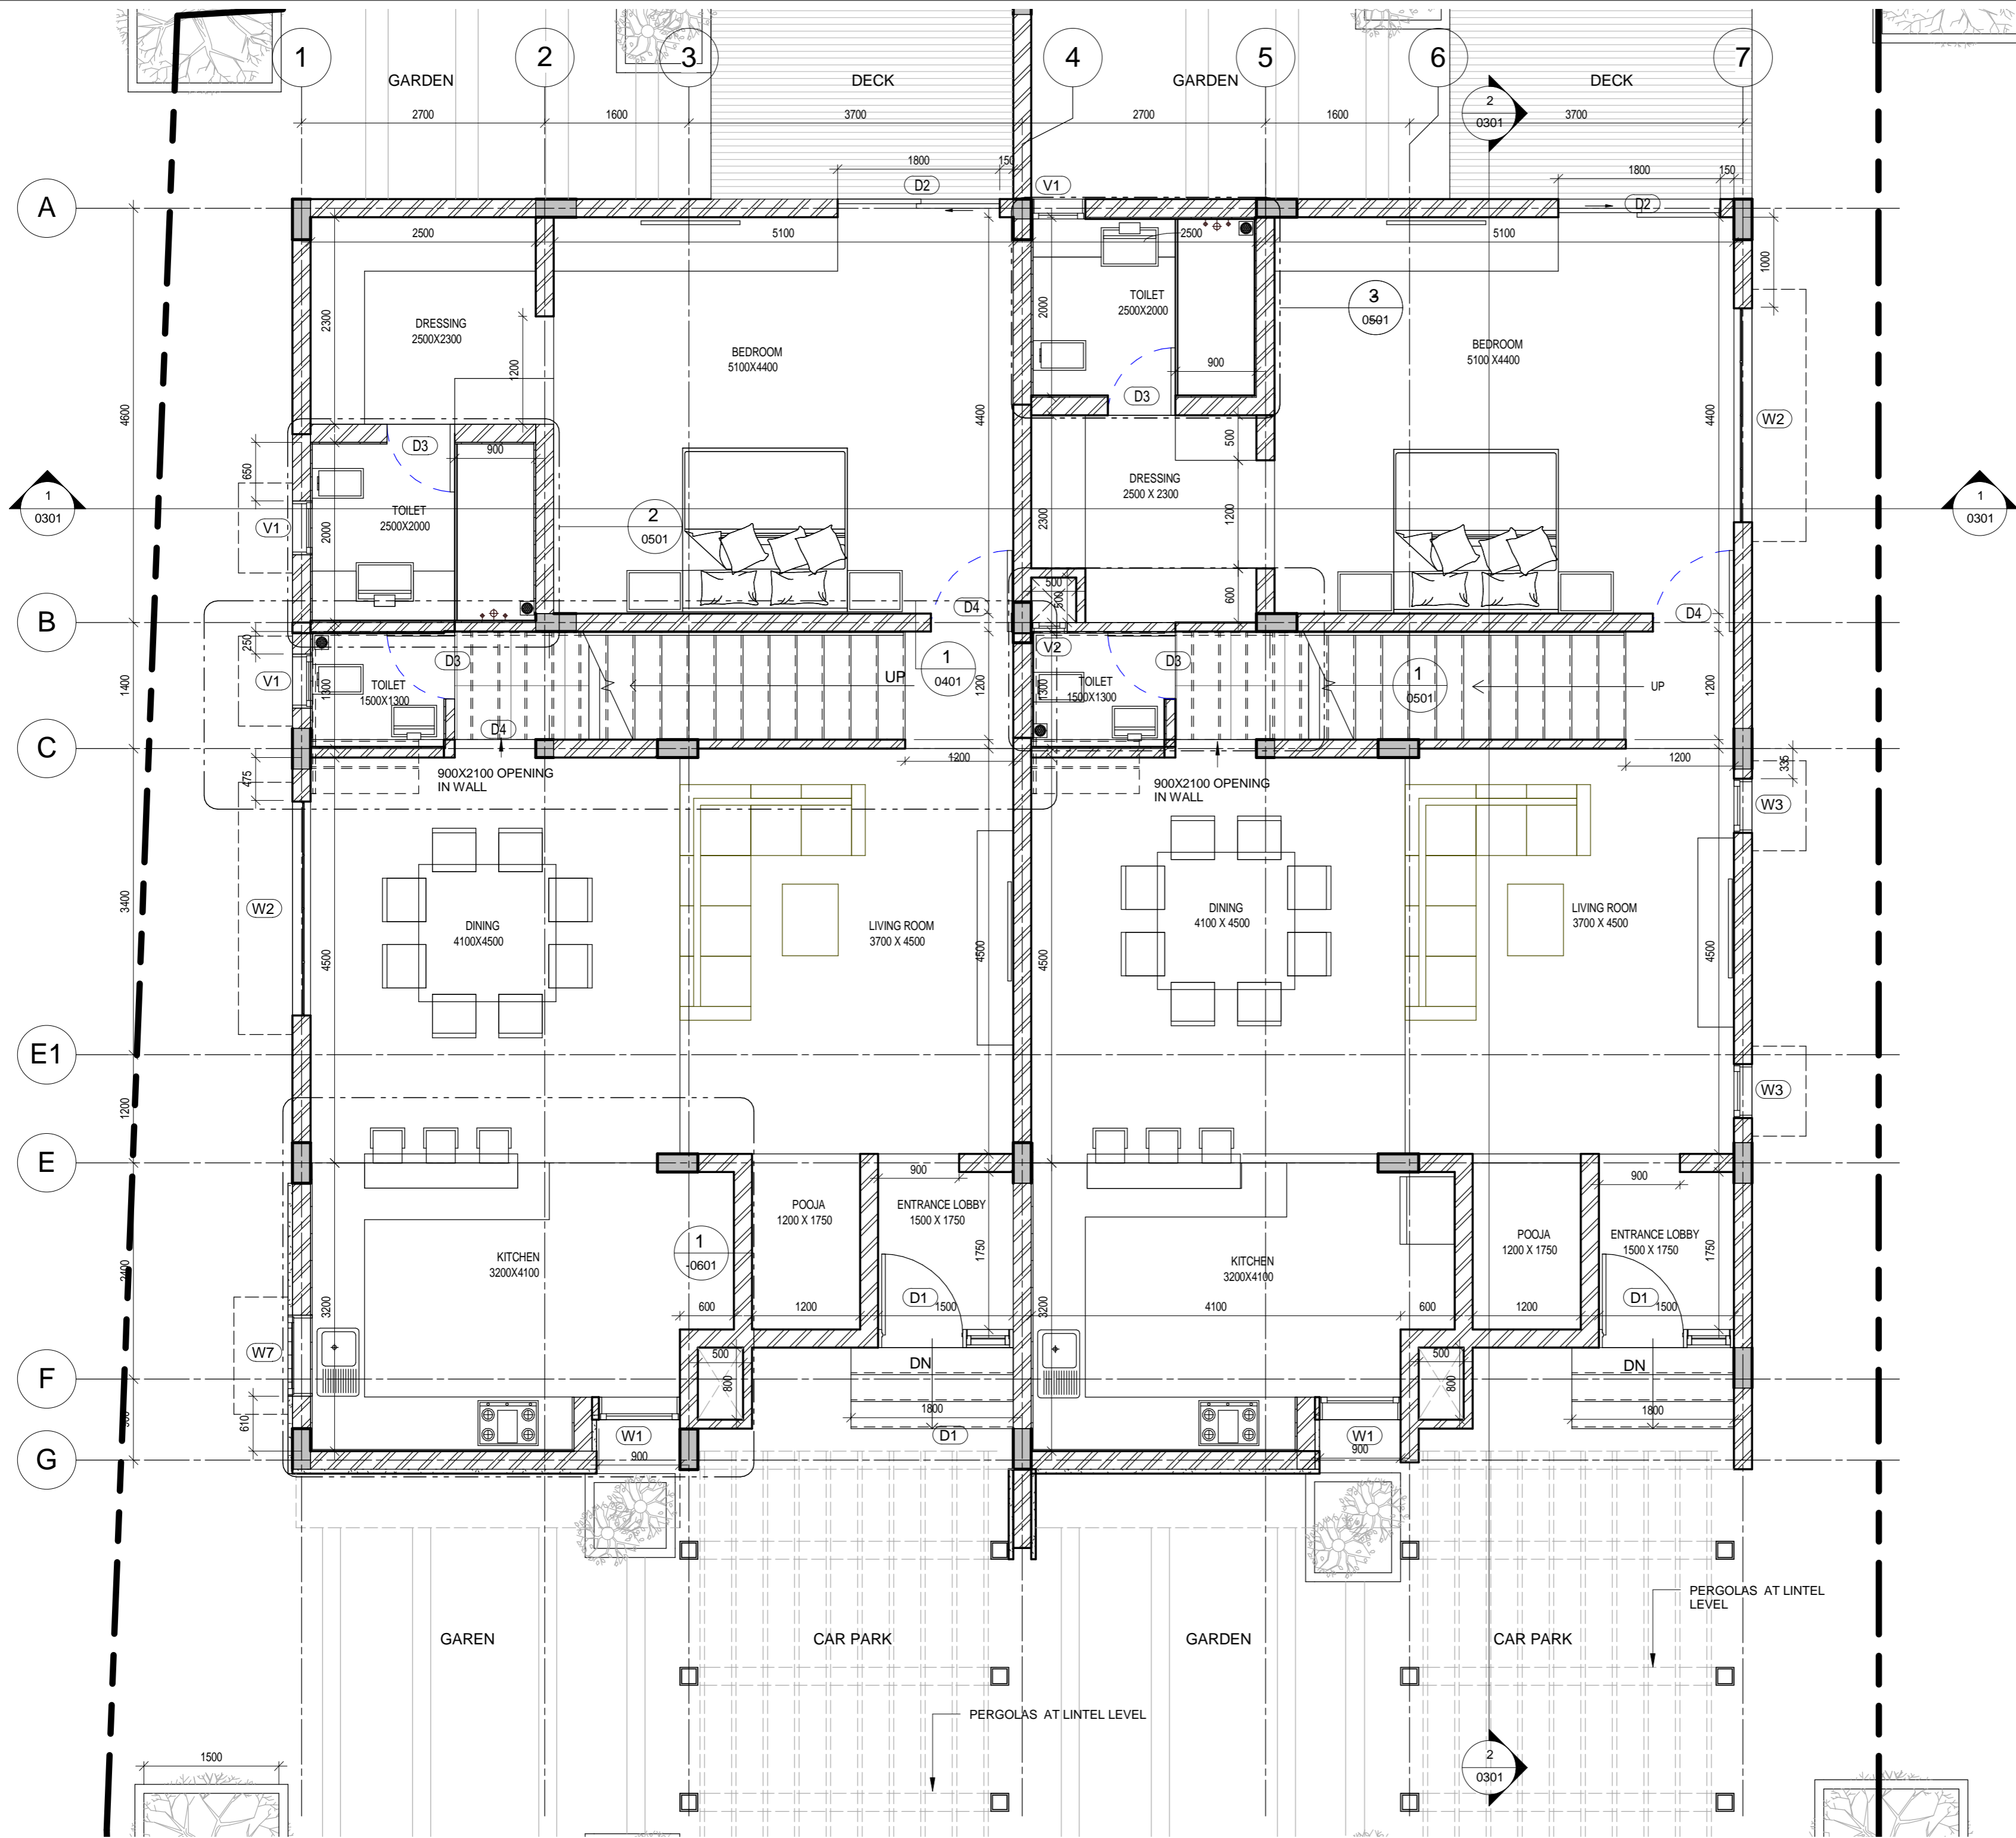 1
2
3
4
5
6
7
GARDEN
DECK
GARDEN
DECK
2
0301
2700
1600
3700
2700
1600
3700
1800
150
1800
150
A
D2
V1
D2
2500
5100
2500
5100
1000
2300
DRESSING
2500X2300
1200
BEDROOM
5100X4400
TOILET
2500X2000
2000
3
0501
BEDROOM
5100 X4400
900
D3
4600
4400
4400
W2
D3
900
500
650
1
0301
V1
TOILET
2500X2000
2000
2
0501
DRESSING
2500 X 2300
2300
1200
1
0301
500
500
600
D4
D4
B
250
V1
D3
TOILET
1500X1300
1300
UP
1
0401
1200
V2
D3
TOILET
1500X1300
1300
1
0501
UP
1200
1400
D4
C
900X2100 OPENING
IN WALL
1200
900X2100 OPENING
IN WALL
1200
335
475
W3
3400
W2
DINING
4100X4500
LIVING ROOM
3700 X 4500
DINING
4100 X 4500
LIVING ROOM
3700 X 4500
4500
4500
4500
4500
E1
1200
W3
E
900
900
POOJA
1200 X 1750
ENTRANCE LOBBY
1500 X 1750
POOJA
1200 X 1750
ENTRANCE LOBBY
1500 X 1750
1
-0601
KITCHEN
3200X4100
1750
KITCHEN
3200X4100
1750
2400
3200
600
1200
D1
1500
3200
4100
600
1200
D1
1500
W7
500
800
DN
500
800
DN
F
610
1800
1800
W1
D1
W1
G
900
900
PERGOLAS AT LINTEL
LEVEL
GAREN
CAR PARK
GARDEN
CAR PARK
PERGOLAS AT LINTEL LEVEL
1500
2
0301